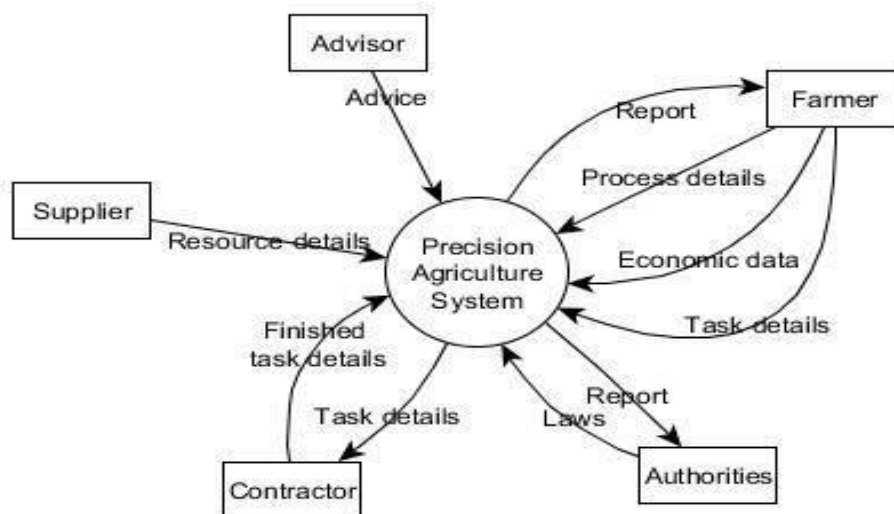 Advisor
Advice
Report
Farmer
Process details
Supplier
Resource details
Precision
Agriculture
System
Economic data
Finished
task details
Task details
Task details
Report
Laws
Contractor
Authorities